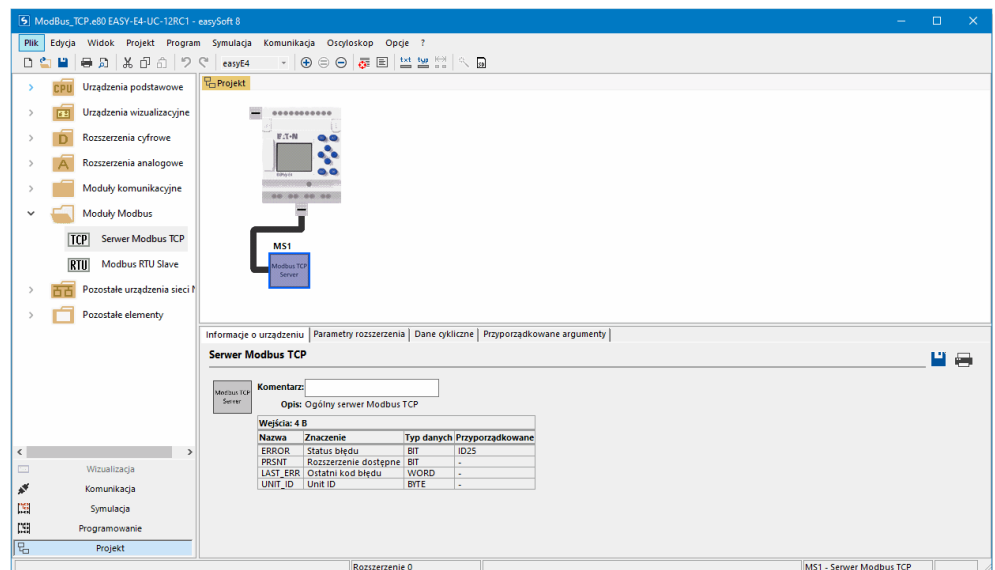 ModBus_TCP.e80 EASY-E4-UC-12RC1 - easySoft 8
Plik Edycja Widok Projekt Program Symulacja Komunikacja Oscyloskop Opcje ?
easyE4
txt typ
CPU Urządzenia podstawowe
Urządzenia wizualizacyjne
D Rozszerzenia cyfrowe
A Rozszerzenia analogowe
Moduły komunikacyjne
Moduły Modbus
TCP Serwer Modbus TCP
RTU Modbus RTU Slave
Pozostałe urządzenia sieci
Pozostałe elementy
Projekt
MS1
Modbus TCP
Server
Informacje o urządzeniu Parametry rozszerzenia Dane cykliczne Przyporządkowane argumenty
Serwer Modbus TCP
Modbus TCP
Server
Komentarz:
Opis: Ogólny serwer Modbus TCP
Wejścia: 4 B
Nazwa Znaczenie Typ danych Przyporządkowane
ERROR Status błędu BIT ID25
PRSNT Rozszerzenie dostępne BIT -
LAST_ERR Ostatni kod błędu WORD -
UNIT_ID Unit ID BYTE -
Wizualizacja
Komunikacja
Symulacja
Programowanie
Projekt
Rozszerzenie 0
MS1 - Serwer Modbus TCP